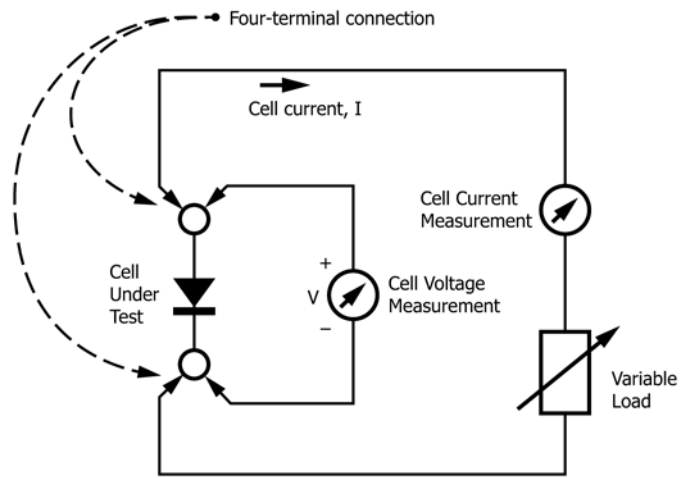 Four-terminal connection
Cell current, I
Cell Current
Measurement
Cell
Under
Test
+
V
−
Cell Voltage
Measurement
Variable
Load